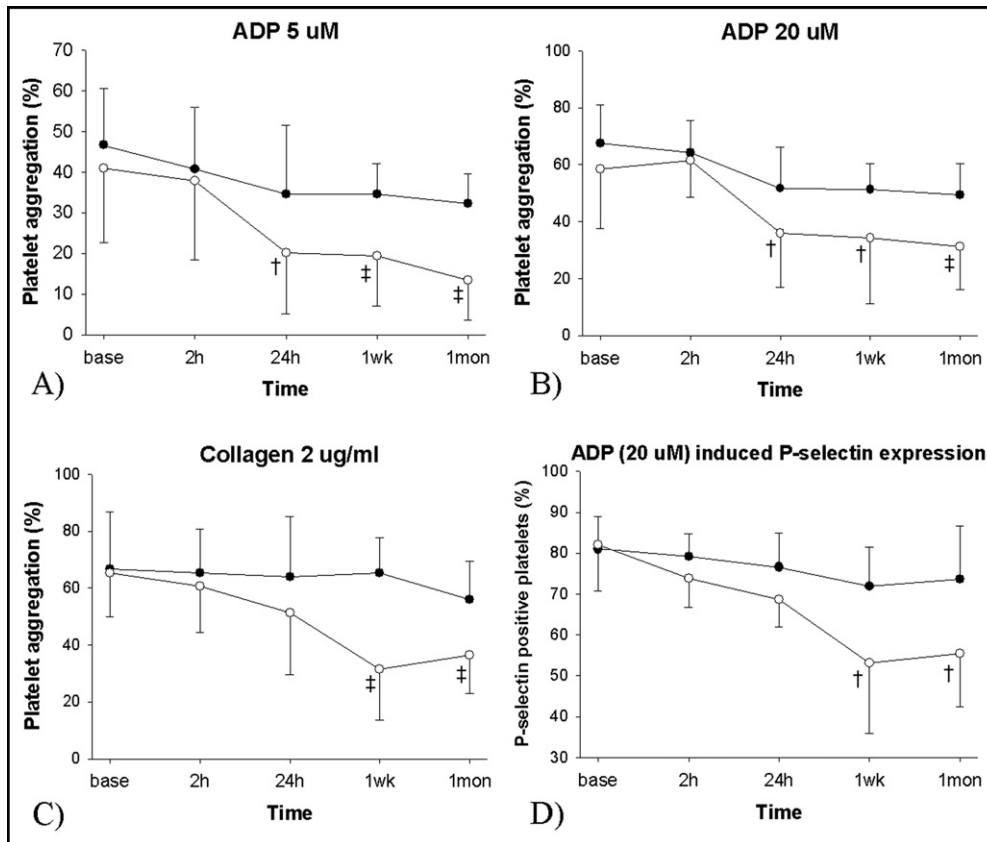 ADP 5 uM
Platelet aggregation (%)
70
60
50
40
30
20
10
0
†
‡
‡
base 2h 24h 1wk 1mon
Time
A)
ADP 20 uM
Platelet aggregation (%)
100
80
60
40
20
0
†
†
‡
base 2h 24h 1wk 1mon
Time
B)
Collagen 2 ug/ml
Platelet aggregation (%)
100
80
60
40
20
0
‡
‡
base 2h 24h 1wk 1mon
Time
C)
ADP (20 uM) induced P-selectin expression
P-selectin positive platelets (%)
100
90
80
70
60
50
40
30
†
†
base 2h 24h 1wk 1mon
Time
D)